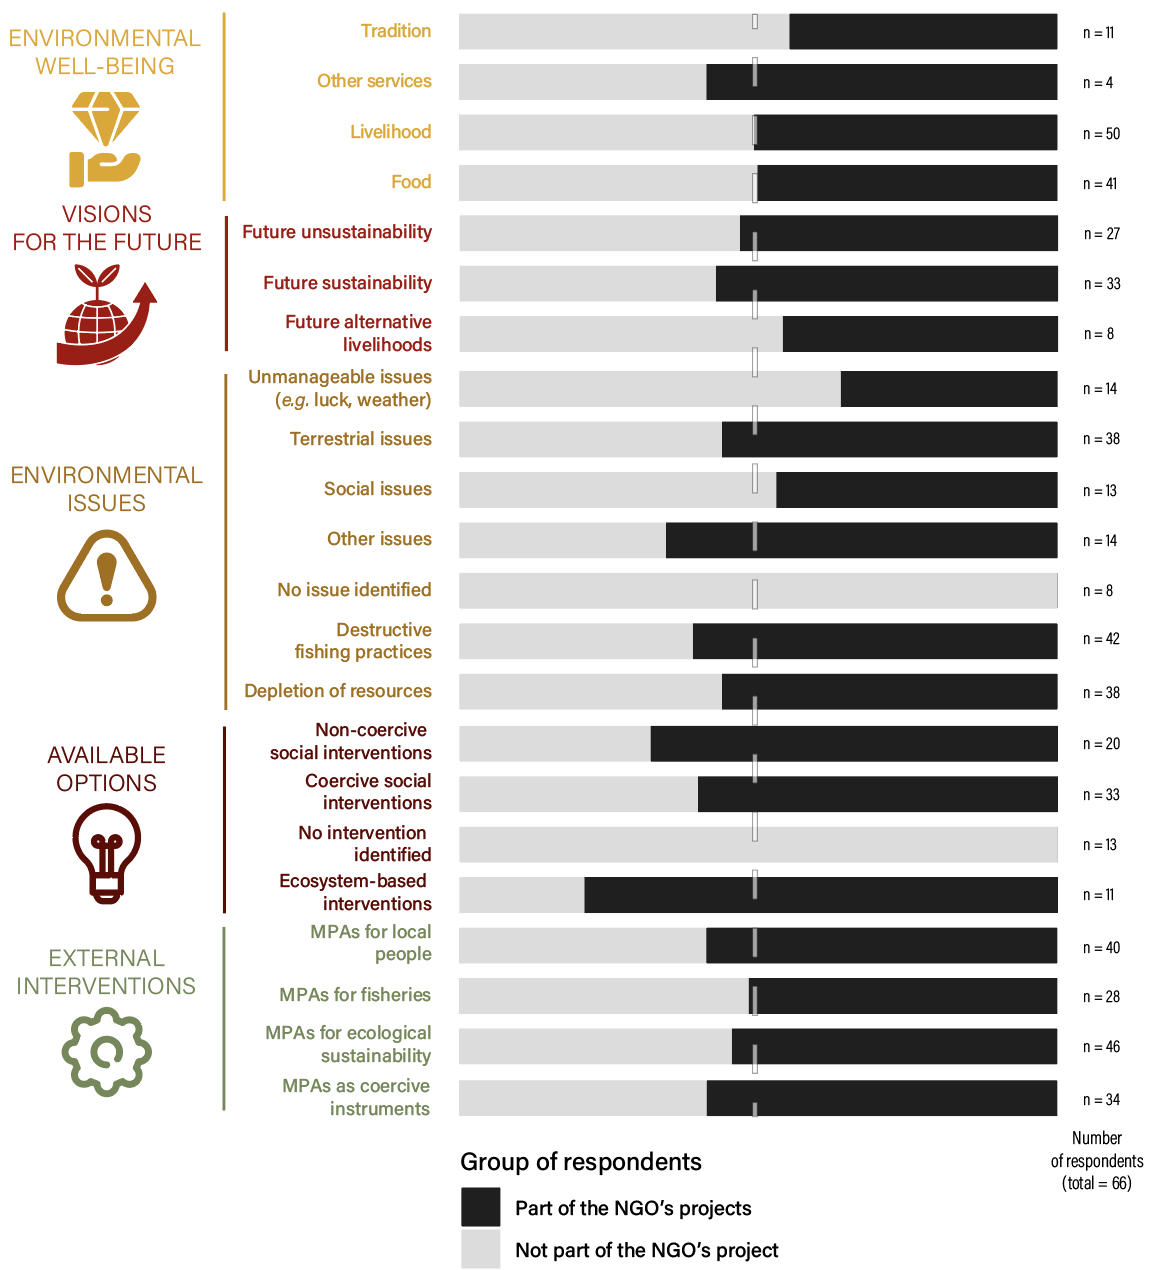 ENVIRONMENTAL
WELL-BEING
Tradition
n = 11
Other services
n = 4
Livelihood
n = 50
Food
n = 41
VISIONS
FOR THE FUTURE
Future unsustainability
n = 27
Future sustainability
n = 33
Future alternative
livelihoods
n = 8
ENVIRONMENTAL
ISSUES
Unmanageable issues
(e.g. luck, weather)
n = 14
Terrestrial issues
n = 38
Social issues
n = 13
Other issues
n = 14
No issue identified
n = 8
Destructive
fishing practices
n = 42
Depletion of resources
n = 38
AVAILABLE
OPTIONS
Non-coercive
social interventions
n = 20
Coercive social
interventions
n = 33
No intervention
identified
n = 13
Ecosystem-based
interventions
n = 11
EXTERNAL
INTERVENTIONS
MPAs for local
people
n = 40
MPAs for fisheries
n = 28
MPAs for ecological
sustainability
n = 46
MPAs as coercive
instruments
n = 34
Number
of respondents
(total = 66)
Group of respondents
Part of the NGO's projects
Not part of the NGO's project